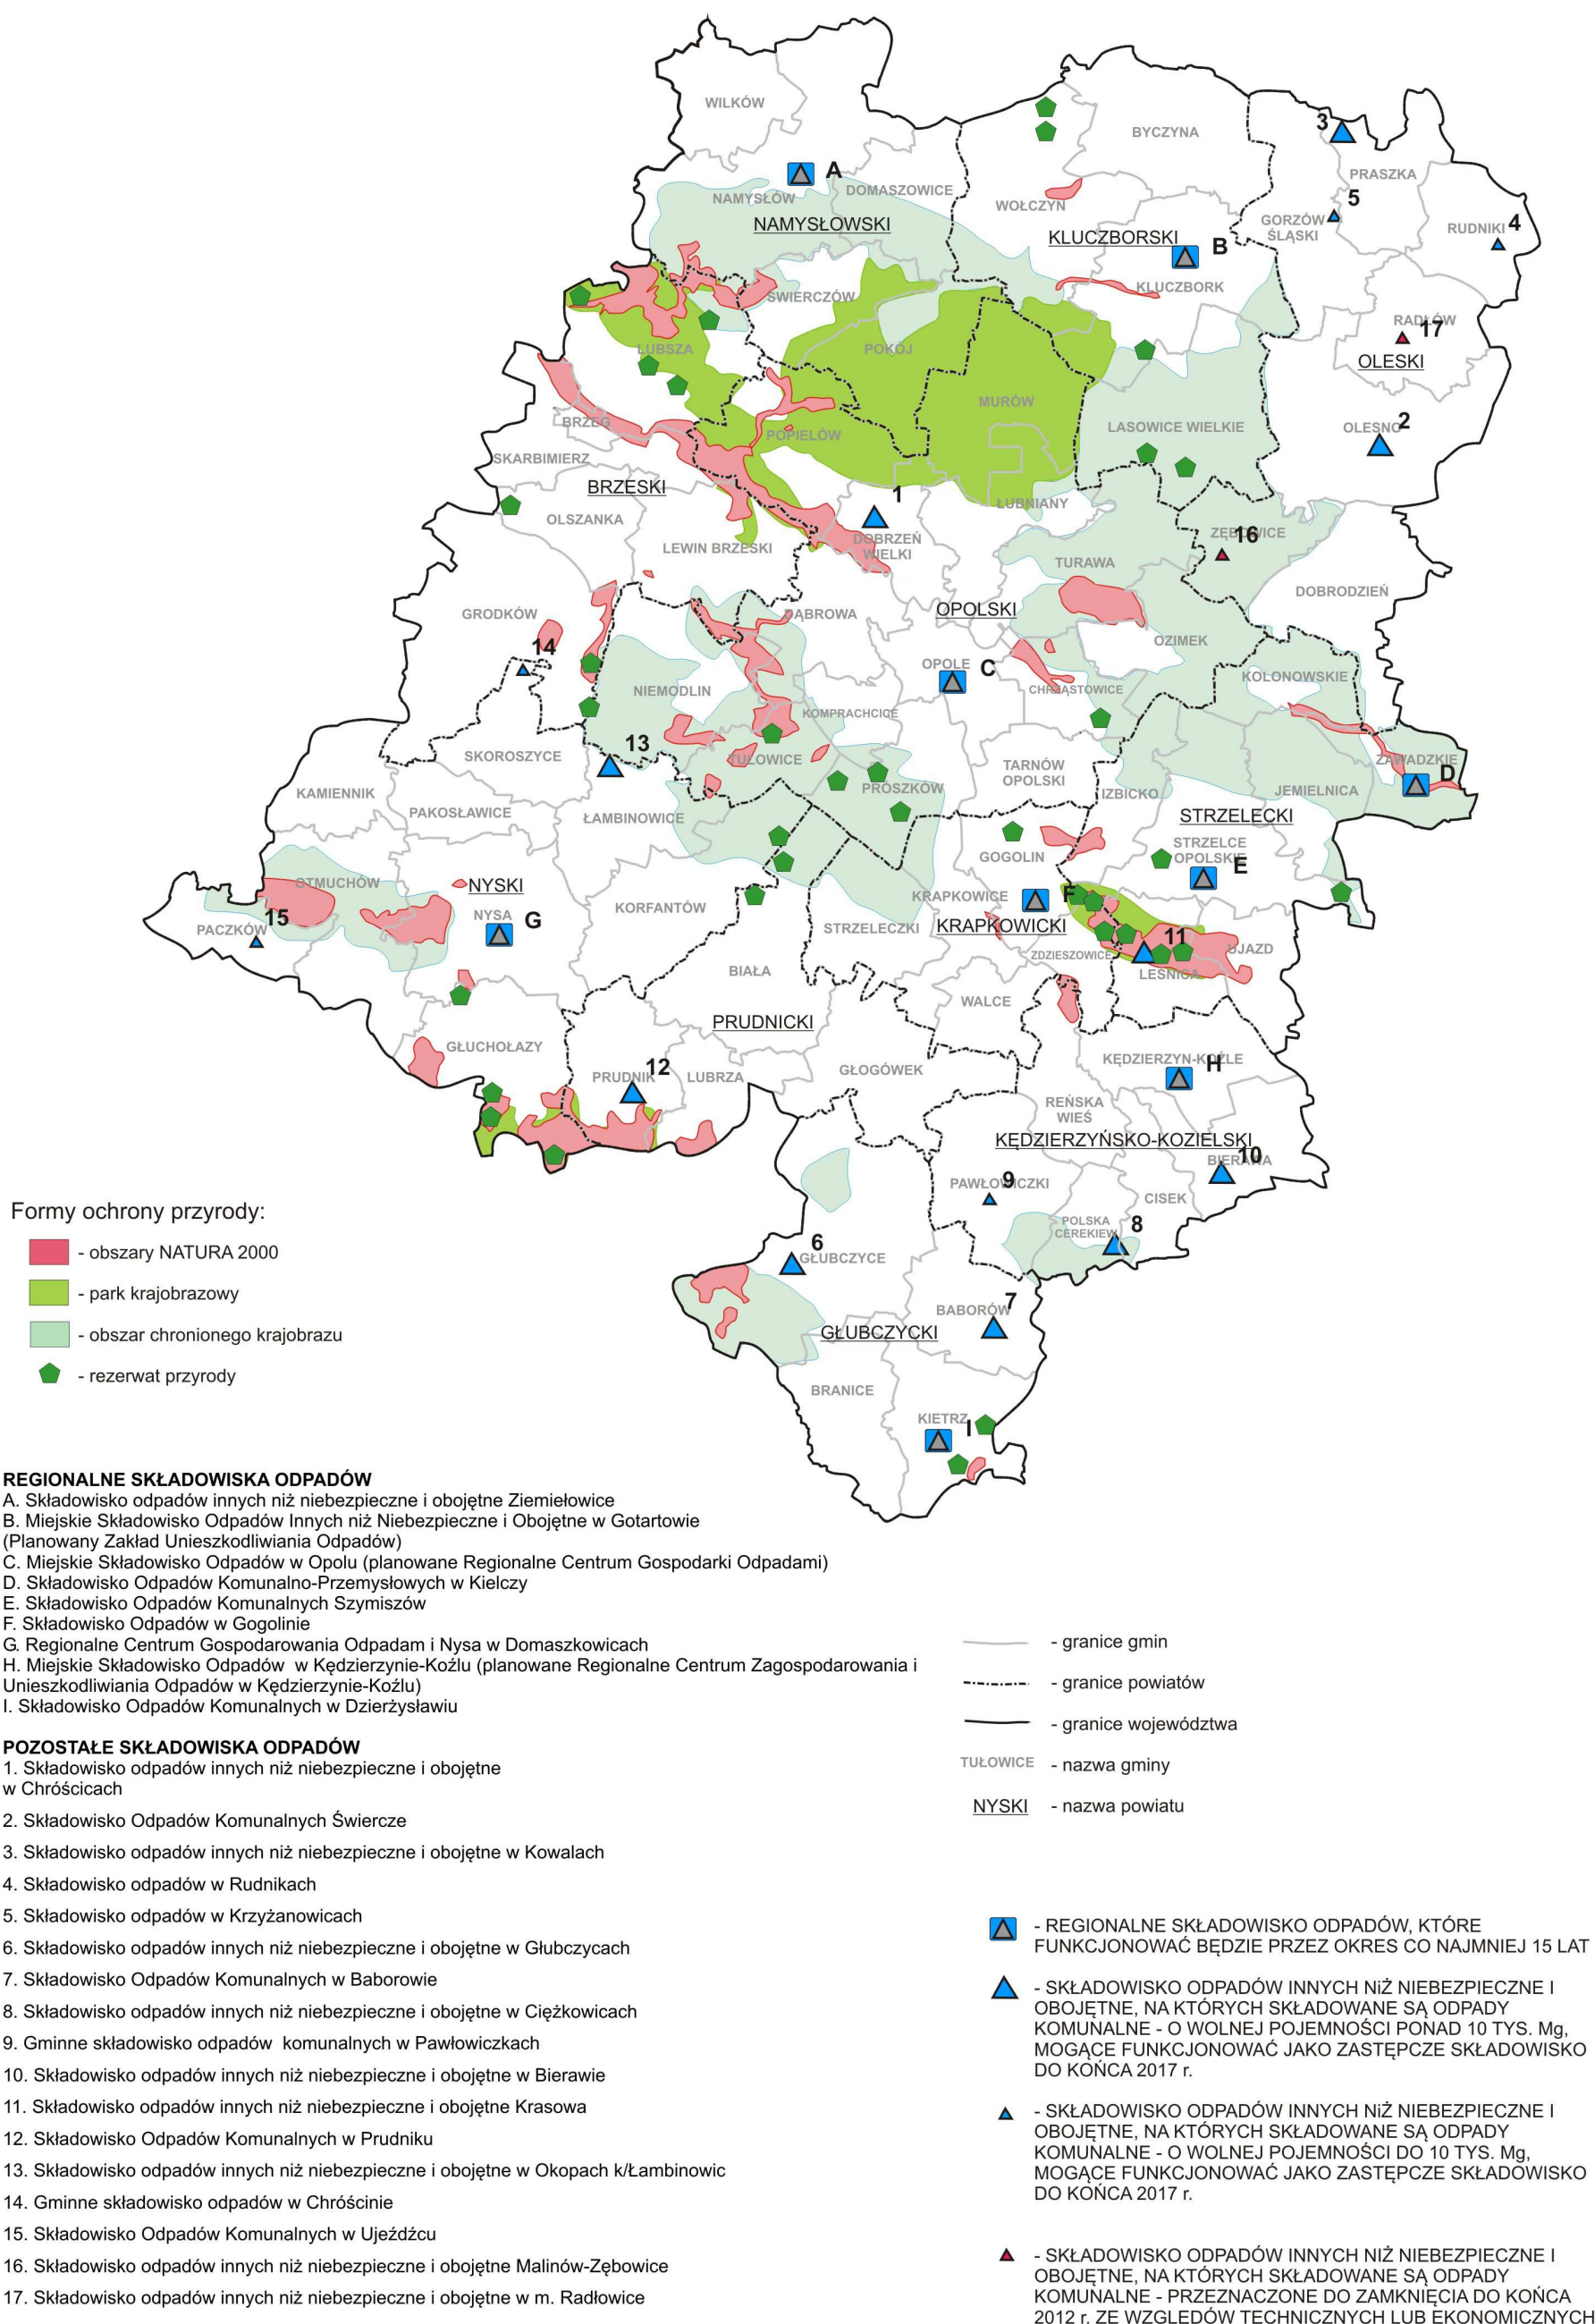 WILKÓW
BYCZYNA
3
PRASZKA
A
NAMYSŁÓW
DOMASZOWICE
WOŁCZYN
5
GORZÓW
ŚLĄSKI
RUDNIKI
4
NAMYSŁOWSKI
KLUCZBORSKI
B
KLUCZBORK
ŚWIERCZÓW
RADŁÓW
17
LUBSZA
POKÓJ
OLESKI
MURÓW
BRZEG
POPIELÓW
LASOWICE WIELKIE
OLESNO
2
SKARBIMIERZ
BRZESKI
1
ŁUBNIANY
OLSZANKA
LEWIN BRZESKI
DOBRZEŃ
WIELKI
ZĘBOWICE
16
TURAWA
DOBRODZIEŃ
GRODKÓW
DĄBROWA
OPOLSKI
OZIMEK
14
OPOLE
C
KOLONOWSKIE
NIEMODLIN
CHRZĄSTOWICE
KOMPRACHCICE
13
SKOROSZYCE
TUŁOWICE
TARNÓW
OPOLSKI
ZAWADZKIE
D
KAMIENNIK
PRÓSZKÓW
IZBICKO
JEMIELNICA
PAKOSŁAWICE
ŁAMBINOWICE
STRZELECKI
GOGOLIN
STRZELCE
OPOLSKIE
E
OTMUCHÓW
NYSKI
KRAPKOWICE
F
15
NYSA
G
KORFANTÓW
PACZKÓW
STRZELECZKI
KRAPKOWICKI
11
ZDZIESZOWICE
UJAZD
LEŚNICA
BIAŁA
WALCE
PRUDNICKI
GŁUCHOŁAZY
KĘDZIERZYN-KOŹLE
H
12
PRUDNIK
LUBRZA
GŁOGÓWEK
REŃSKA
WIEŚ
KĘDZIERZYŃSKO-KOZIELSKI
BIERAWA
10
9
PAWŁOWICZKI
CISEK
POLSKA
CEREKIEW
8
6
GŁUBCZYCE
7
BABORÓW
GŁUBCZYCKI
BRANICE
KIETRZ
I
Formy ochrony przyrody:
- obszary NATURA 2000
- park krajobrazowy
- obszar chronionego krajobrazu
- rezerwat przyrody
REGIONALNE SKŁADOWISKA ODPADÓW
A. Składowisko odpadów innych niż niebezpieczne i obojętne Ziemiełowice
B. Miejskie Składowisko Odpadów Innych niż Niebezpieczne i Obojętne w Gotartowie
(Planowany Zakład Unieszkodliwiania Odpadów)
C. Miejskie Składowisko Odpadów w Opolu (planowane Regionalne Centrum Gospodarki Odpadami)
D. Składowisko Odpadów Komunalno-Przemysłowych w Kielczy
E. Składowisko Odpadów Komunalnych Szymiszów
F. Składowisko Odpadów w Gogolinie
G. Regionalne Centrum Gospodarowania Odpadam i Nysa w Domaszkowicach
H. Miejskie Składowisko Odpadów w Kędzierzynie-Koźlu (planowane Regionalne Centrum Zagospodarowania i
Unieszkodliwiania Odpadów w Kędzierzynie-Koźlu)
I. Składowisko Odpadów Komunalnych w Dzierżysławiu
POZOSTAŁE SKŁADOWISKA ODPADÓW
1. Składowisko odpadów innych niż niebezpieczne i obojętne
w Chróścicach
2. Składowisko Odpadów Komunalnych Świercze
3. Składowisko odpadów innych niż niebezpieczne i obojętne w Kowalach
4. Składowisko odpadów w Rudnikach
5. Składowisko odpadów w Krzyżanowicach
6. Składowisko odpadów innych niż niebezpieczne i obojętne w Głubczycach
7. Składowisko Odpadów Komunalnych w Baborowie
8. Składowisko odpadów innych niż niebezpieczne i obojętne w Ciężkowicach
9. Gminne składowisko odpadów komunalnych w Pawłowiczkach
10. Składowisko odpadów innych niż niebezpieczne i obojętne w Bierawie
11. Składowisko odpadów innych niż niebezpieczne i obojętne Krasowa
12. Składowisko Odpadów Komunalnych w Prudniku
13. Składowisko odpadów innych niż niebezpieczne i obojętne w Okopach k/Łambinowic
14. Gminne składowisko odpadów w Chróścinie
15. Składowisko Odpadów Komunalnych w Ujeźdźcu
16. Składowisko odpadów innych niż niebezpieczne i obojętne Malinów-Zębowice
17. Składowisko odpadów innych niż niebezpieczne i obojętne w m. Radłowice
- granice gmin
- granice powiatów
- granice województwa
TUŁOWICE - nazwa gminy
NYSKI - nazwa powiatu
- REGIONALNE SKŁADOWISKO ODPADÓW, KTÓRE
FUNKCJONOWAĆ BĘDZIE PRZEZ OKRES CO NAJMNIEJ 15 LAT
- SKŁADOWISKO ODPADÓW INNYCH NiŻ NIEBEZPIECZNE I
OBOJĘTNE, NA KTÓRYCH SKŁADOWANE SĄ ODPADY
KOMUNALNE - O WOLNEJ POJEMNOŚCI PONAD 10 TYS. Mg,
MOGĄCE FUNKCJONOWAĆ JAKO ZASTĘPCZE SKŁADOWISKO
DO KOŃCA 2017 r.
- SKŁADOWISKO ODPADÓW INNYCH NiŻ NIEBEZPIECZNE I
OBOJĘTNE, NA KTÓRYCH SKŁADOWANE SĄ ODPADY
KOMUNALNE - O WOLNEJ POJEMNOŚCI DO 10 TYS. Mg,
MOGĄCE FUNKCJONOWAĆ JAKO ZASTĘPCZE SKŁADOWISKO
DO KOŃCA 2017 r.
- SKŁADOWISKO ODPADÓW INNYCH NIŻ NIEBEZPIECZNE I
OBOJĘTNE, NA KTÓRYCH SKŁADOWANE SĄ ODPADY
KOMUNALNE - PRZEZNACZONE DO ZAMKNIĘCIA DO KOŃCA
2012 r. ZE WZGLĘDÓW TECHNICZNYCH LUB EKONOMICZNYCH